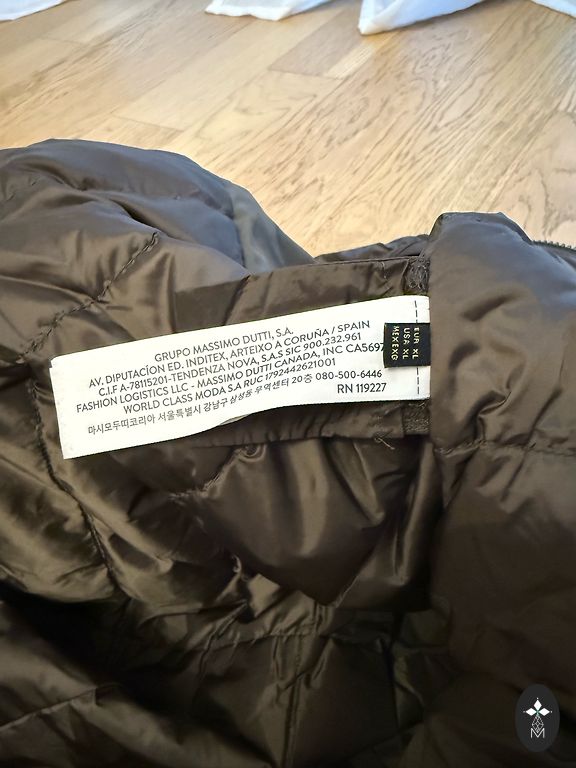 GRUPO MASSIMO DUTTI, S.A.
AV. DIPUTACÍON ED. INDITEX, ARTEIXO A CORUÑA / SPAIN
C.I.F A-78115201-TENDENZA NOVA, S.A.S SIC 900.232.961
FASHION LOGISTICS LLC - MASSIMO DUTTI CANADA, INC CA5697
WORLD CLASS MODA S.A RUC 1792442621001
마시모두띠코리아 서울특별시 강남구 삼성동 무역센터 20층 080-500-6446
RN 119227
EUR XL
USA XL
MEX EXG
M